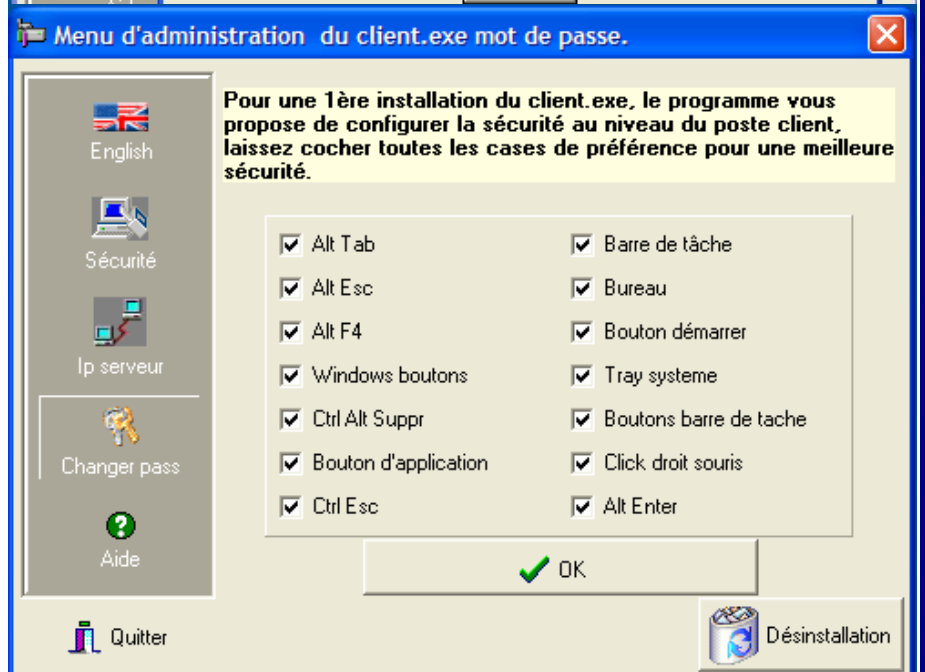 Menu d'administration du client.exe mot de passe.
English
Sécurité
Ip serveur
Changer pass
Aide
Quitter
Pour une 1ère installation du client.exe, le programme vous
propose de configurer la sécurité au niveau du poste client,
laissez cocher toutes les cases de préférence pour une meilleure
sécurité.
Alt Tab
Alt Esc
Alt F4
Windows boutons
Ctrl Alt Suppr
Bouton d'application
Ctrl Esc
Barre de tâche
Bureau
Bouton démarrer
Tray systeme
Boutons barre de tache
Click droit souris
Alt Enter
OK
Désinstallation